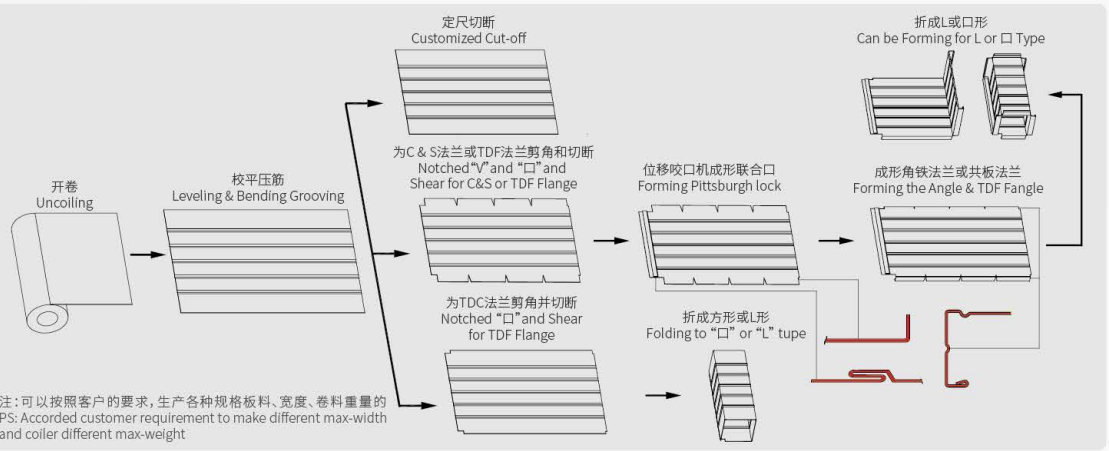 开卷
Uncoiling
校平压筋
Leveling & Bending Grooving
定尺切断
Customized Cut-off
为C & S法兰或TDF法兰剪角和切断
Notched “V” and “口” and
Shear for C&S or TDF Flange
为TDC法兰剪角并切断
Notched “口” and Shear
for TDF Flange
位移咬口机成形联合口
Forming Pittsburgh lock
折成方形或L形
Folding to “口” or “L” tupe
成形角铁法兰或共板法兰
Forming the Angle & TDF Fangle
折成L或口形
Can be Forming for L or 口 Type
注：可以按照客户的要求，生产各种规格板料、宽度、卷料重量的
PS: Accorded customer requirement to make different max-width
and coiler different max-weight